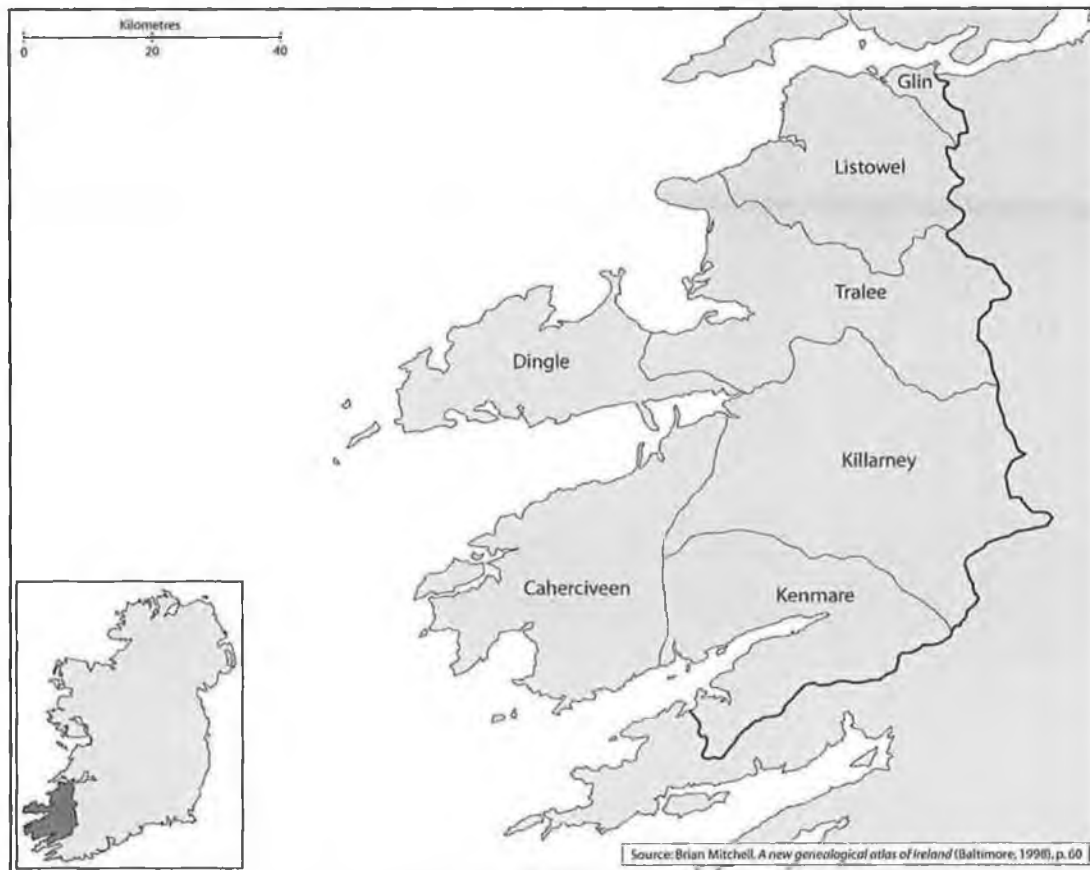 Kilometres
0 20 40
Glin
Listowel
Tralee
Dingle
Killarney
Caherciveen
Kenmare
Source: Brian Mitchell, A new genealogical atlas of Ireland (Baltimore, 1998), p. 60